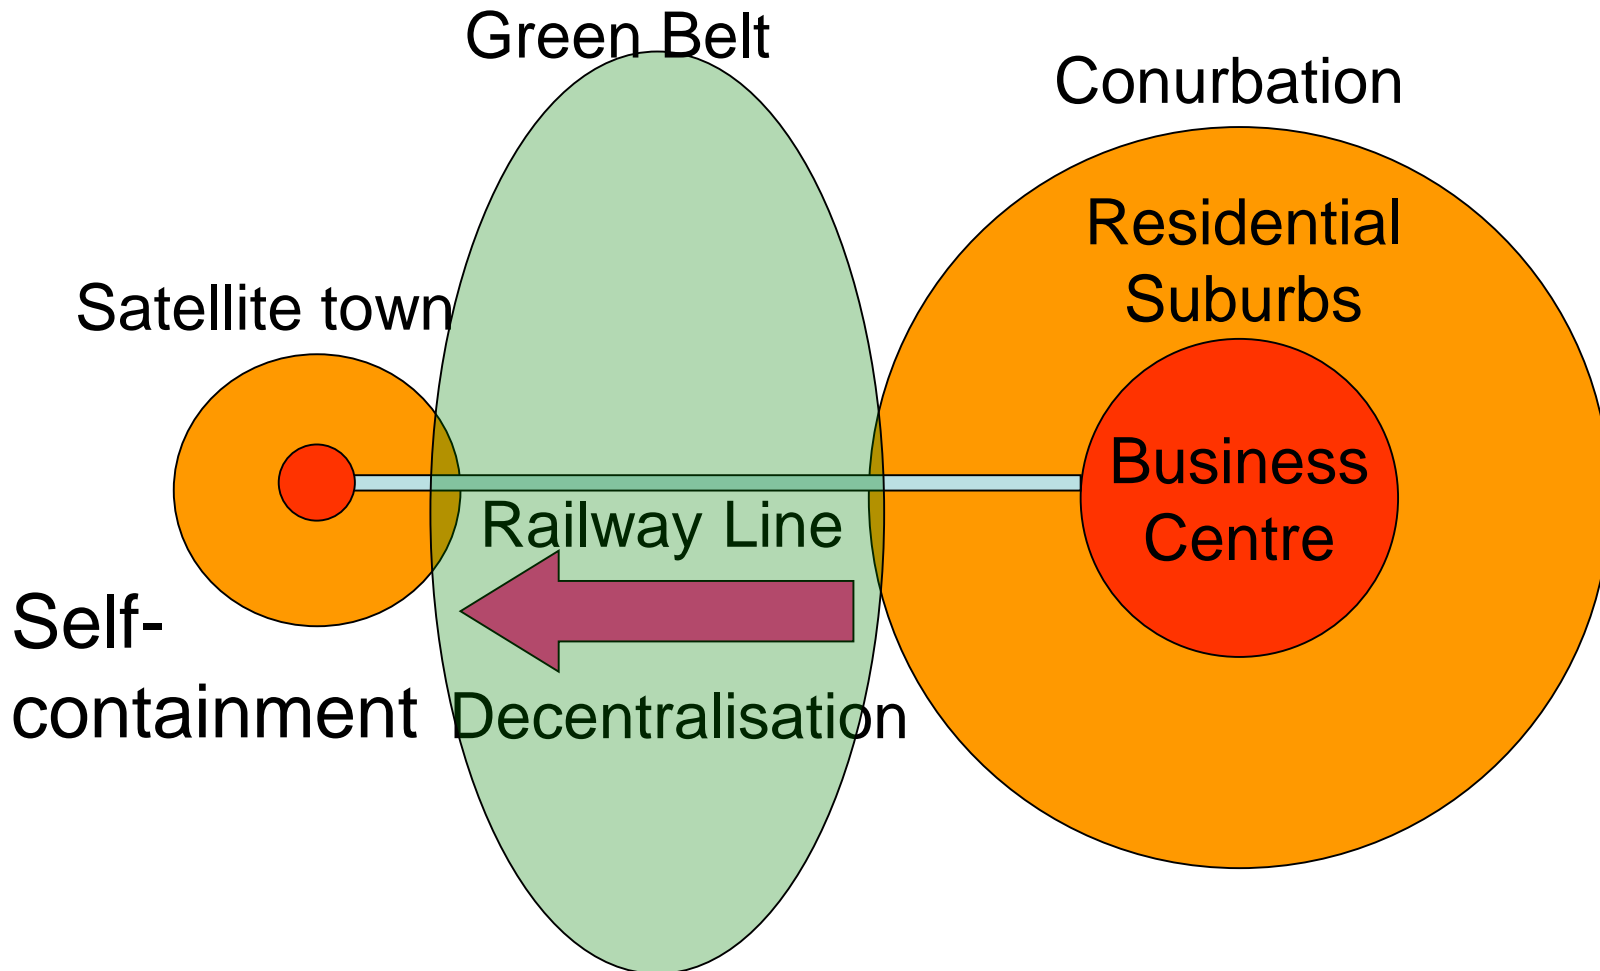 Green Belt
Conurbation
Residential
Suburbs
Satellite town
Business
Centre
Railway Line
Self-
containment
Decentralisation